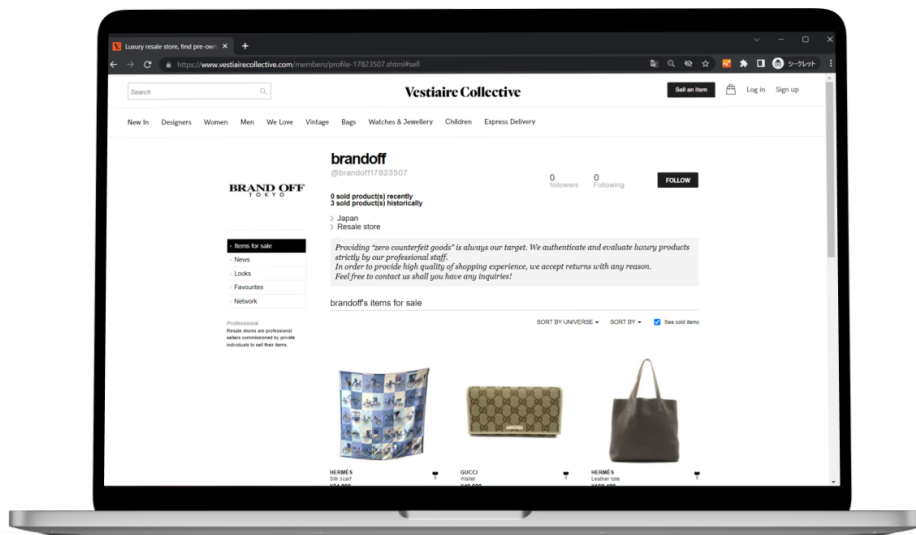 Luxury resale store, find pre-own
https://www.vestiairecollective.com/members/profile-17823507.shtml#sell
シークレット
Search
Vestiaire Collective
Sell an item
Log in
Sign up
New In Designers Women Men We Love Vintage Bags Watches & Jewellery Children Express Delivery
BRAND OFF
TOKYO
brandoff
@brandoff17823507
0 sold product(s) recently
3 sold product(s) historically
> Japan
> Resale store
0
followers
0
Following
FOLLOW
Providing "zero counterfeit goods" is always our target. We authenticate and evaluate luxury products
strictly by our professional staff.
In order to provide high quality of shopping experience, we accept returns with any reason.
Feel free to contact us shall you have any inquiries!
Items for sale
News
Looks
Favourites
Network
Professional
Resale stores are professional
sellers commissioned by private
individuals to sell their items
brandoff's items for sale
SORT BY UNIVERSE
SORT BY
See sold items
HERMÈS
Silk scarf
GUCCI
Wallet
HERMÈS
Leather tote